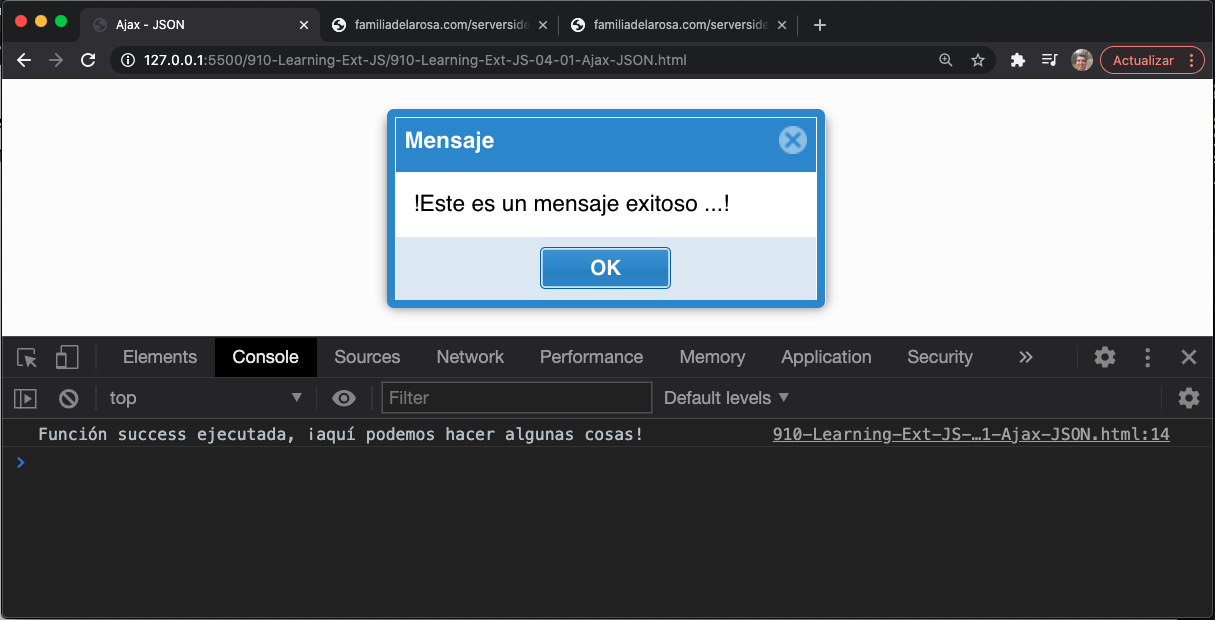 Ajax - JSON
familiadelarosa.com/serverside
familiadelarosa.com/serverside
127.0.0.1:5500/910-Learning-Ext-JS/910-Learning-Ext-JS-04-01-Ajax-JSON.html
Actualizar
Mensaje
!Este es un mensaje exitoso ...!
OK
Elements Console Sources Network Performance Memory Application Security
top Filter Default levels
Función success ejecutada, ¡aquí podemos hacer algunas cosas! 910-Learning-Ext-JS-…1-Ajax-JSON.html:14